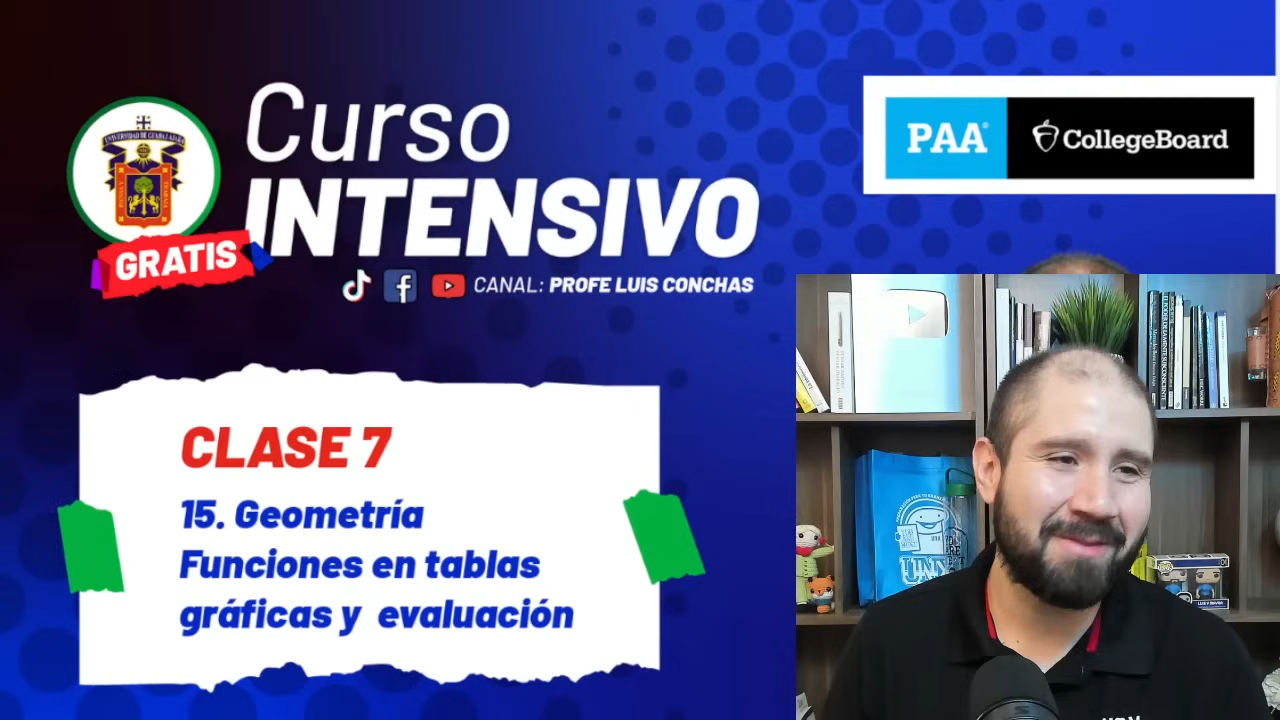 Curso
INTENSIVO
GRATIS
CANAL: PROFE LUIS CONCHAS
PAA®
CollegeBoard
CLASE 7
15. Geometría
Funciones en tablas
gráficas y evaluación